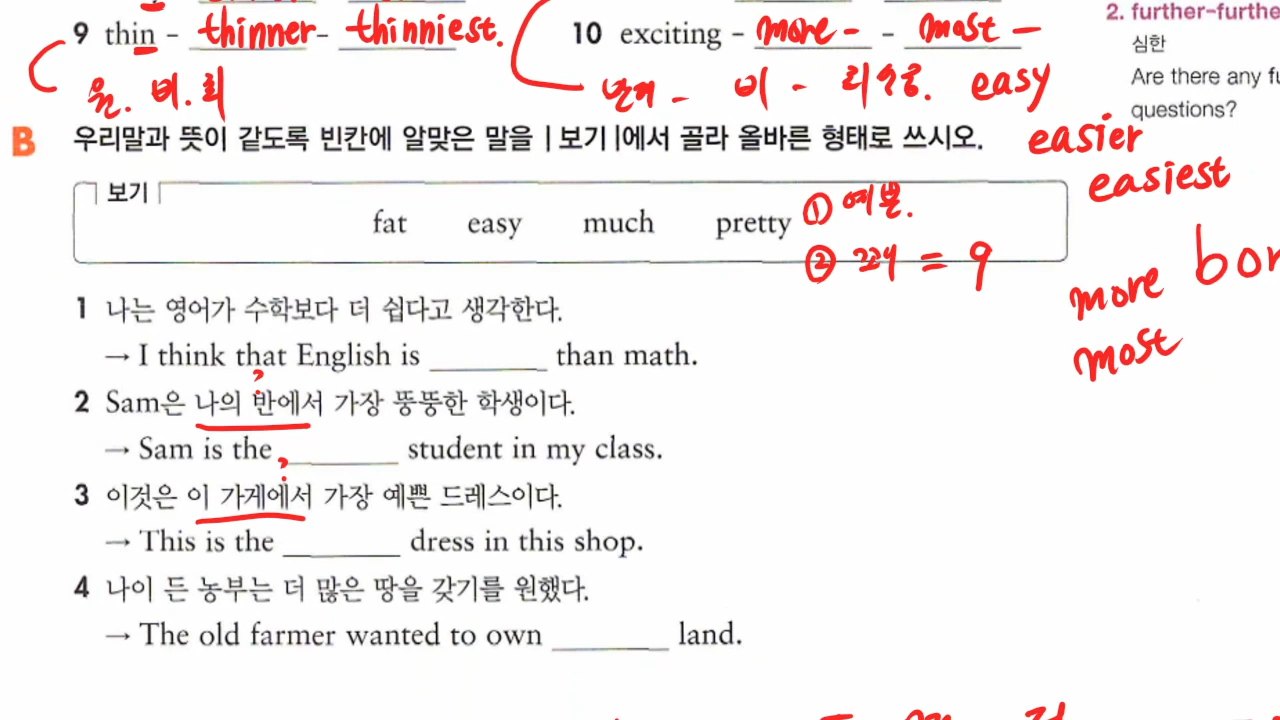 2. further-furthe
9 thin - thinner - thinniest.
10 exciting - more - - most -
심한
Are there any fu
questions?
원. 비. 최
비 - easy
easier
easiest
B 우리말과 뜻이 같도록 빈칸에 알맞은 말을 |보기|에서 골라 올바른 형태로 쓰시오.
보기
fat easy much pretty
① 예쁜.
② 꽤 = 9
more bor
most
1 나는 영어가 수학보다 더 쉽다고 생각한다.
→ I think that English is ________ than math.
2 Sam은 나의 반에서 가장 뚱뚱한 학생이다.
→ Sam is the ________ student in my class.
3 이것은 이 가게에서 가장 예쁜 드레스이다.
→ This is the ________ dress in this shop.
4 나이 든 농부는 더 많은 땅을 갖기를 원했다.
→ The old farmer wanted to own ________ land.